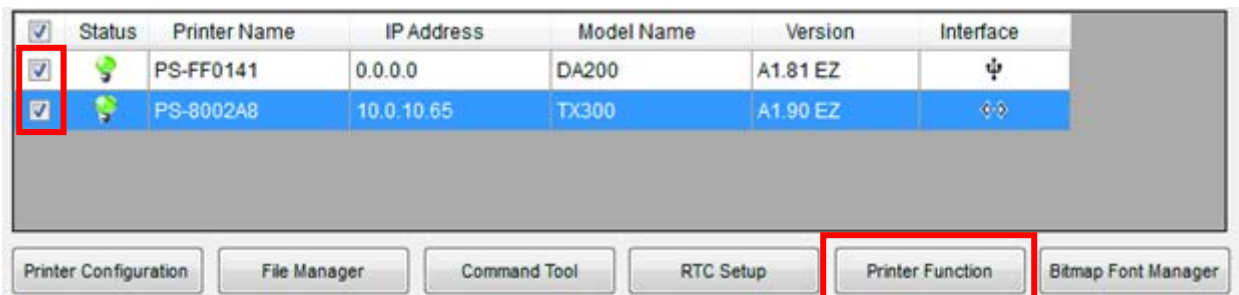 Status Printer Name IP Address Model Name Version Interface
PS-FF0141 0.0.0.0 DA200 A1.81 EZ
PS-8002A8 10.0.10.65 TX300 A1.90 EZ
Printer Configuration File Manager Command Tool RTC Setup Printer Function Bitmap Font Manager